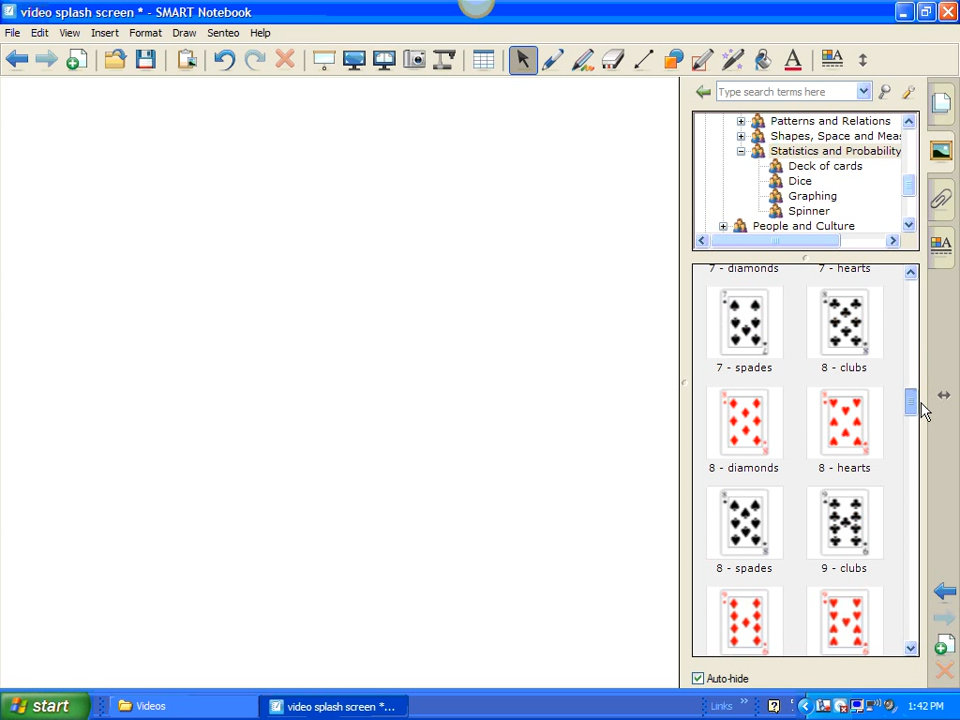 video splash screen * - SMART Notebook
File Edit View Insert Format Draw Senteo Help
Type search terms here
Patterns and Relations
Shapes, Space and Meas
Statistics and Probability
Deck of cards
Dice
Graphing
Spinner
People and Culture
7 - diamonds 7 - hearts
7 - spades 8 - clubs
8 - diamonds 8 - hearts
8 - spades 9 - clubs
Auto-hide
start Videos video splash screen *... Links » 1:42 PM